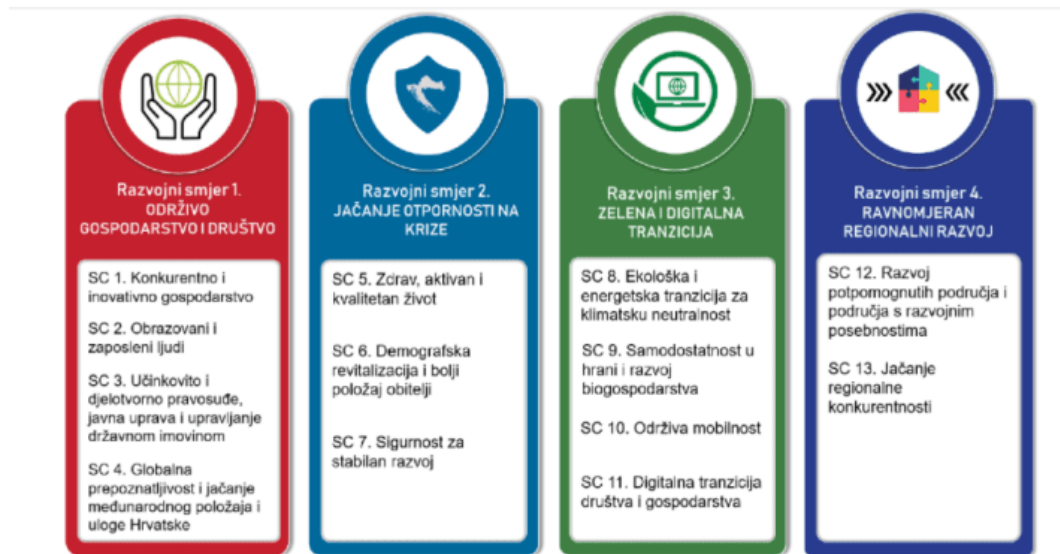 Razvojni smjer 1.
ODRŽIVO
GOSPODARSTVO I DRUŠTVO
SC 1. Konkurentno i
inovativno gospodarstvo
SC 2. Obrazovani i
zaposleni ljudi
SC 3. Učinkovito i
djelotvorno pravosuđe,
javna uprava i upravljanje
državnom imovinom
SC 4. Globalna
prepoznatljivost i jačanje
međunarodnog položaja i
uloge Hrvatske
Razvojni smjer 2.
JAČANJE OTPORNOSTI NA
KRIZE
SC 5. Zdrav, aktivan i
kvalitetan život
SC 6. Demografska
revitalizacija i bolji
položaj obitelji
SC 7. Sigurnost za
stabilan razvoj
Razvojni smjer 3.
ZELENA I DIGITALNA
TRANZICIJA
SC 8. Ekološka i
energetska tranzicija za
klimatsku neutralnost
SC 9. Samodostatnost u
hrani i razvoj
biogospodarstva
SC 10. Održiva mobilnost
SC 11. Digitalna tranzicija
društva i gospodarstva
Razvojni smjer 4.
RAVNOMJERAN
REGIONALNI RAZVOJ
SC 12. Razvoj
potpomognutih područja i
područja s razvojnim
posebnostima
SC 13. Jačanje
regionalne
konkurentnosti